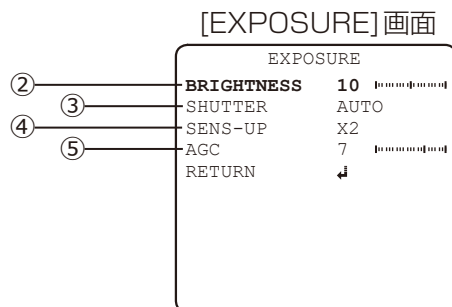 [EXPOSURE]画面
EXPOSURE
② BRIGHTNESS 10
③ SHUTTER AUTO
④ SENS-UP X2
⑤ AGC 7
RETURN ↲